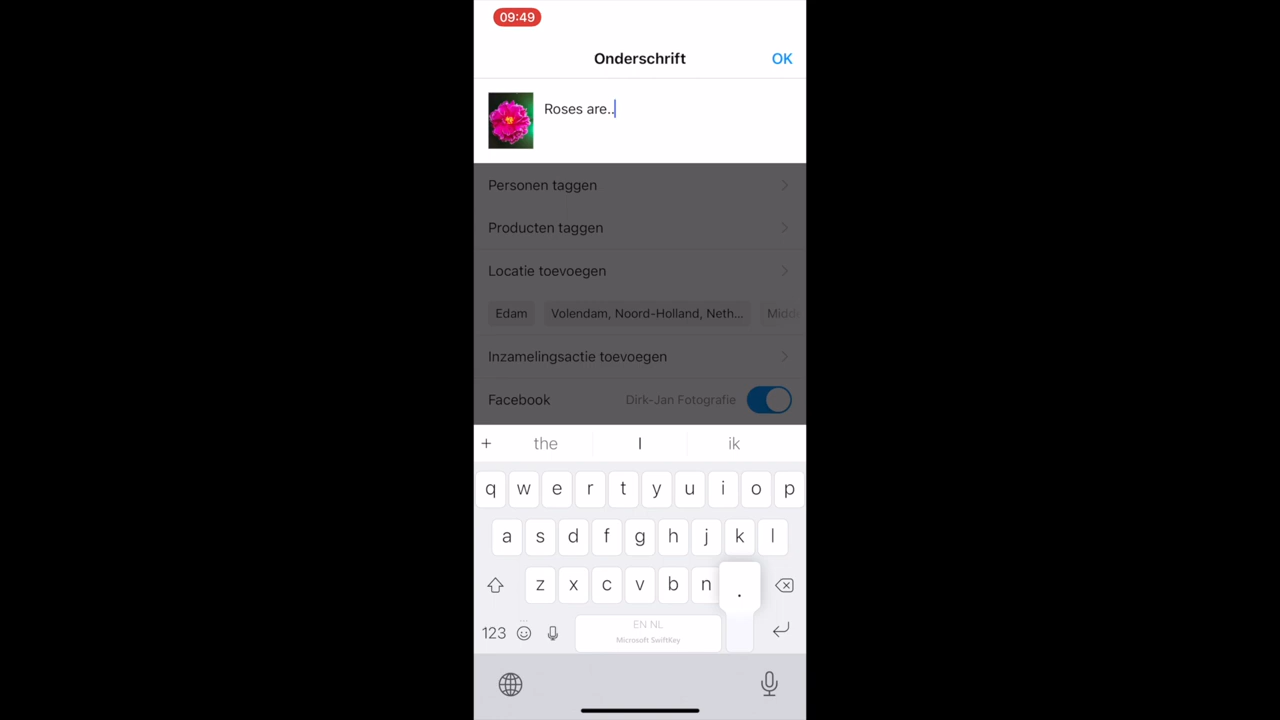 09:49
Onderschrift OK
Roses are..
Personen taggen
Producten taggen
Locatie toevoegen
Edam Volendam, Noord-Holland, Neth... Midd
Inzamelingsactie toevoegen
Facebook Dirk-Jan Fotografie
+ the I ik
q w e r t y u i o p
a s d f g h j k l
z x c v b n .
123 EN NL
Microsoft SwiftKey